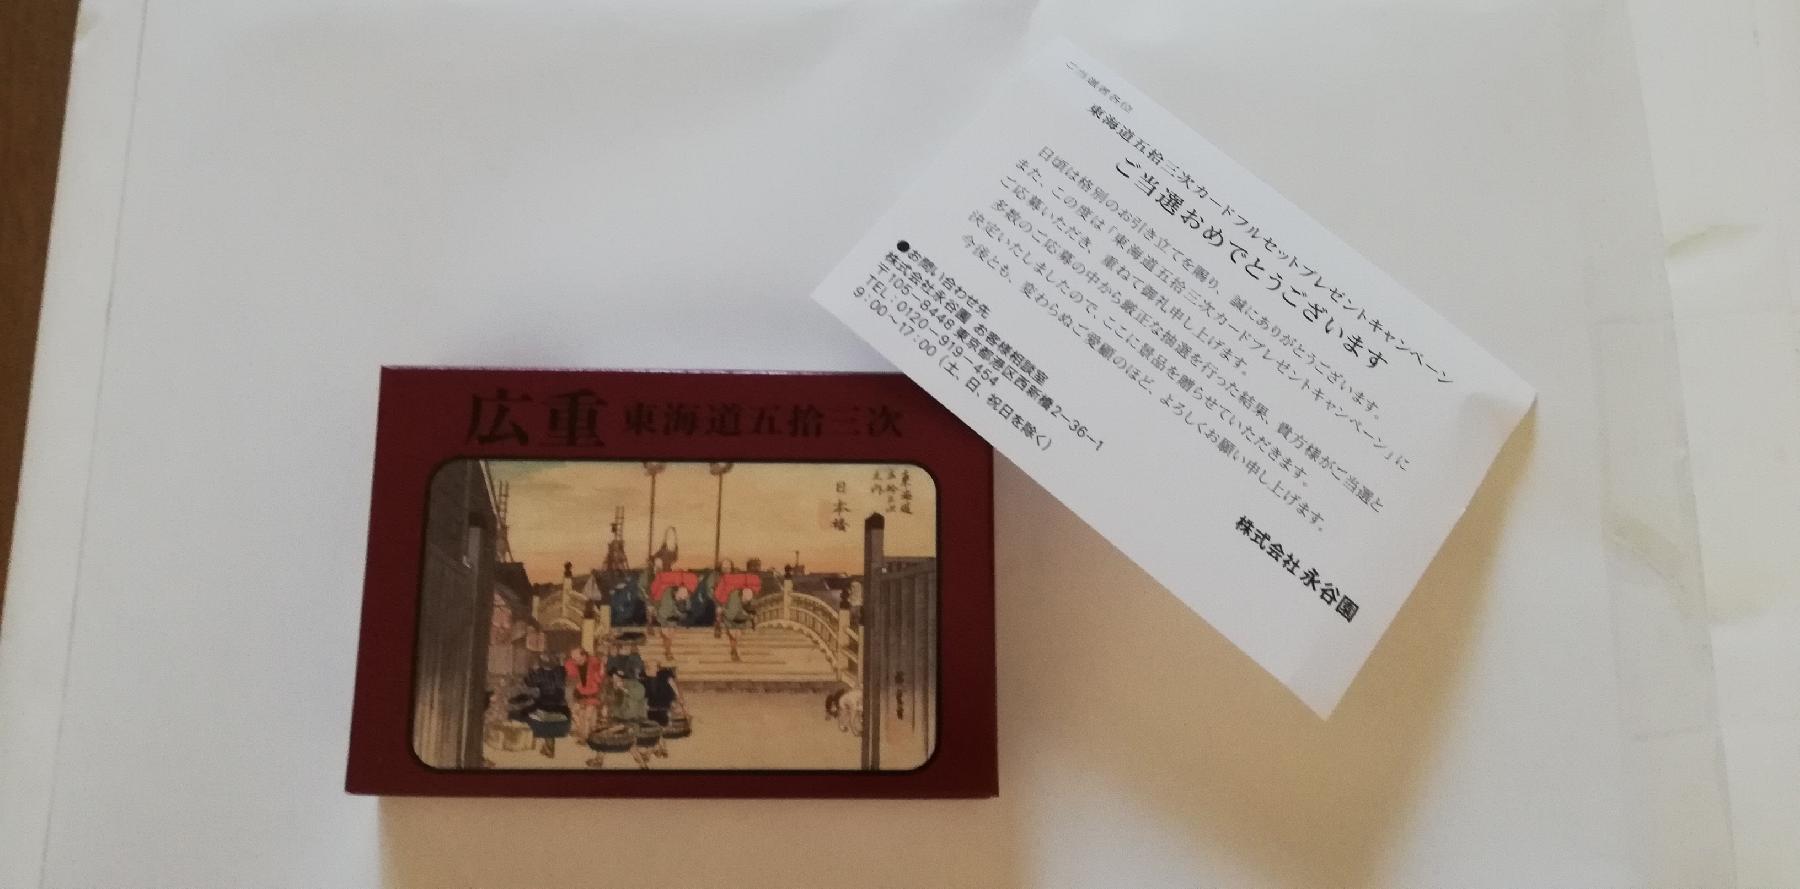 広重 東海道五拾三次
東海道
五拾三次
之内
日本橋
ご当選者各位
東海道五拾三次カードフルセットプレゼントキャンペーン
ご当選おめでとうございます
日頃は格別のお引き立てを賜り、誠にありがとうございます。
また、この度は「東海道五拾三次カードプレゼントキャンペーン」に
ご応募いただき、重ねて御礼申し上げます。
多数のご応募の中から厳正な抽選を行った結果、貴方様がご当選と
決定いたしましたので、ここに景品を贈らせていただきます。
今後とも、変わらぬご愛顧のほど、よろしくお願い申し上げます。
株式会社永谷園
●お問い合わせ先
株式会社永谷園 お客様相談室
〒105−8448 東京都港区西新橋2−36−1
TEL:0120−919−454
9:00〜17:00(土、日、祝日を除く)